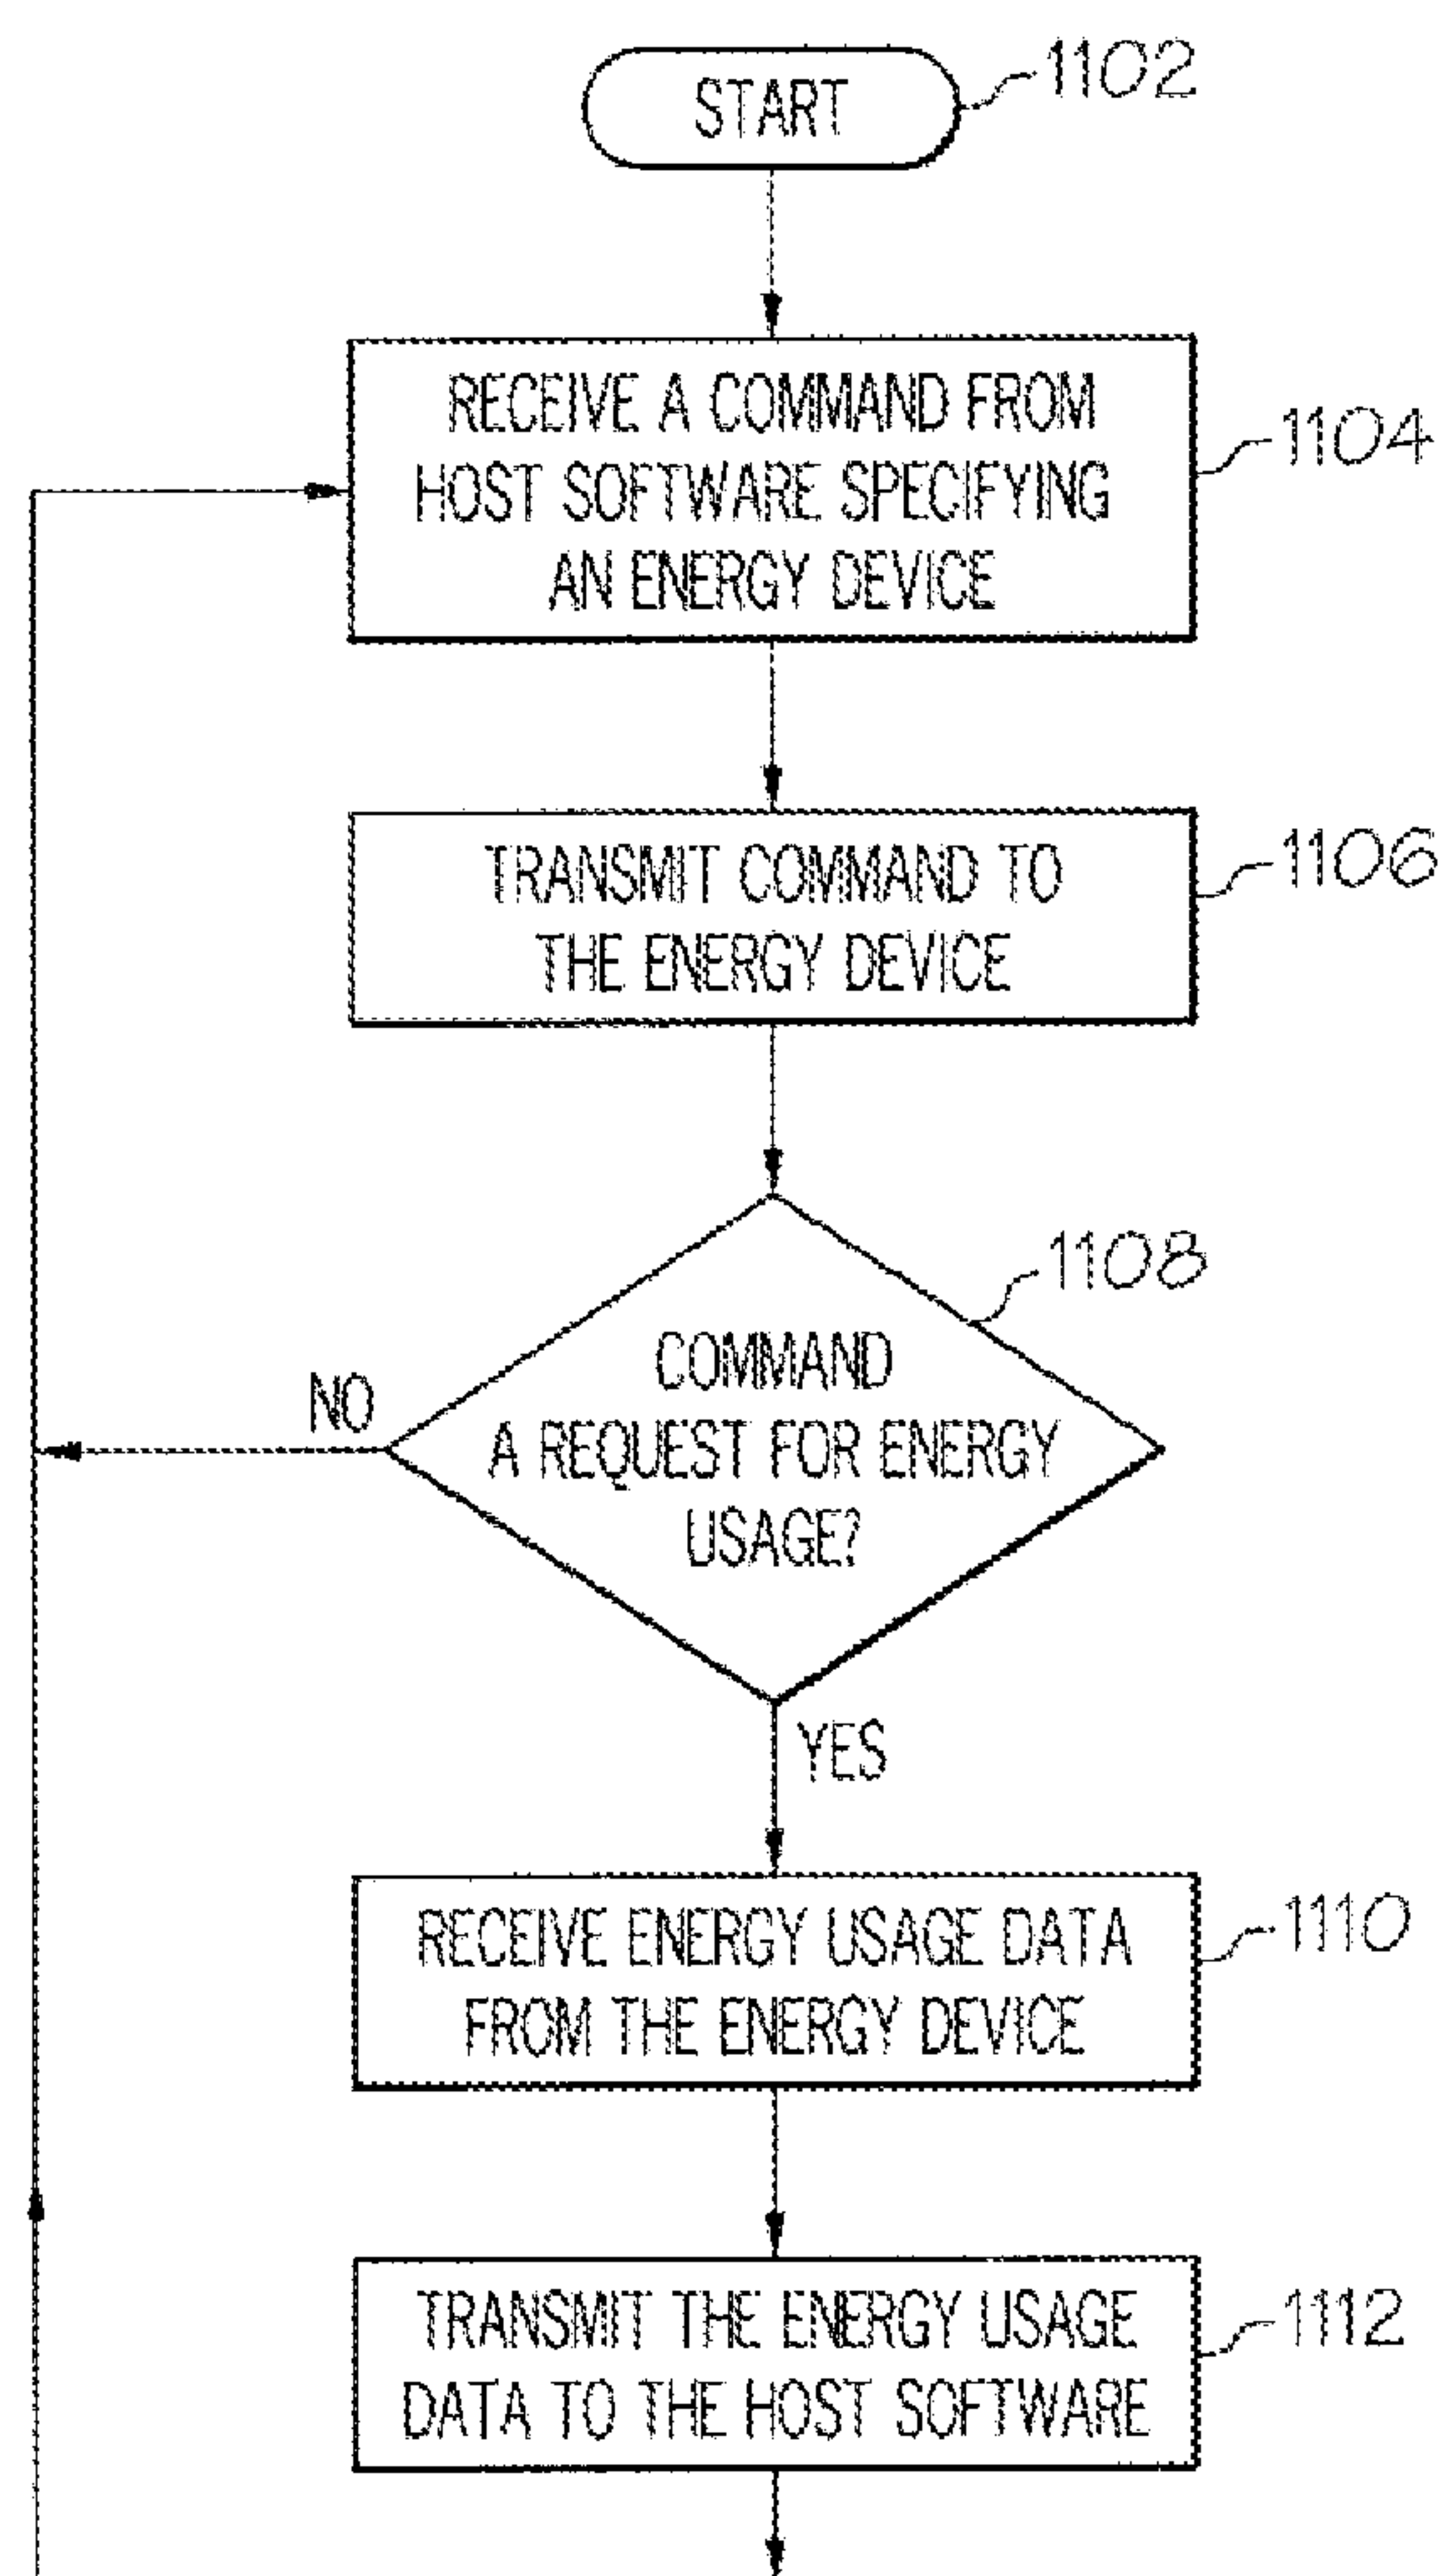 START
1102
RECEIVE A COMMAND FROM
HOST SOFTWARE SPECIFYING
AN ENERGY DEVICE
1104
TRANSMIT COMMAND TO
THE ENERGY DEVICE
1106
1108
COMMAND
A REQUEST FOR ENERGY
USAGE?
NO
YES
RECEIVE ENERGY USAGE DATA
FROM THE ENERGY DEVICE
1110
TRANSMIT THE ENERGY USAGE
DATA TO THE HOST SOFTWARE
1112